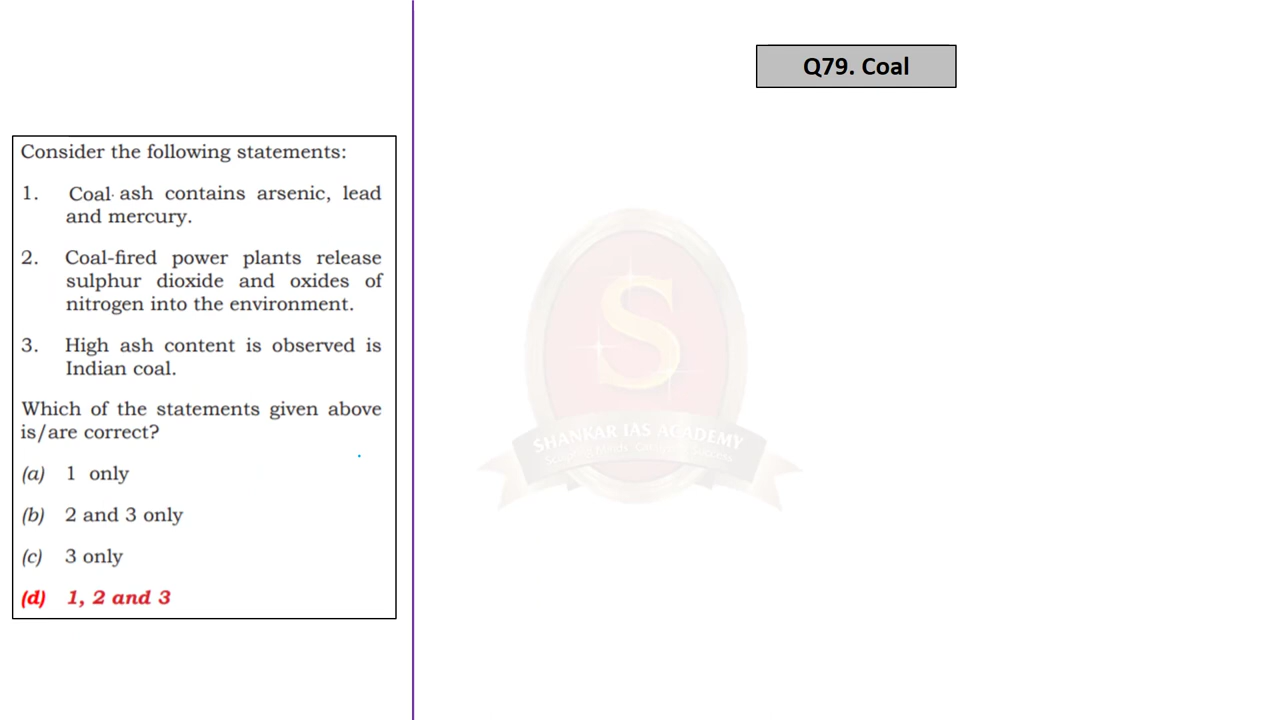 Q79. Coal
Consider the following statements:
1. Coal ash contains arsenic, lead
and mercury.
2. Coal-fired power plants release
sulphur dioxide and oxides of
nitrogen into the environment.
3. High ash content is observed is
Indian coal.
Which of the statements given above
is/are correct?
(a) 1 only
(b) 2 and 3 only
(c) 3 only
(d) 1, 2 and 3
S
SHANKAR IAS ACADEMY